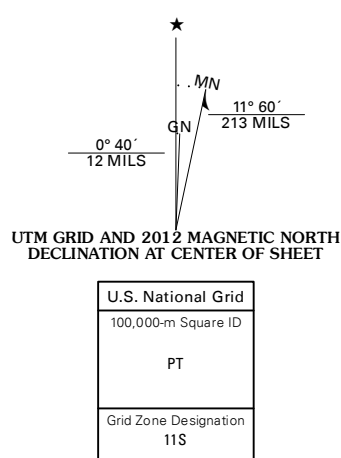 ★
MN
11° 60´
213 MILS
GN
0° 40´
12 MILS
UTM GRID AND 2012 MAGNETIC NORTH
DECLINATION AT CENTER OF SHEET
U.S. National Grid
100,000-m Square ID
PT
Grid Zone Designation
11S